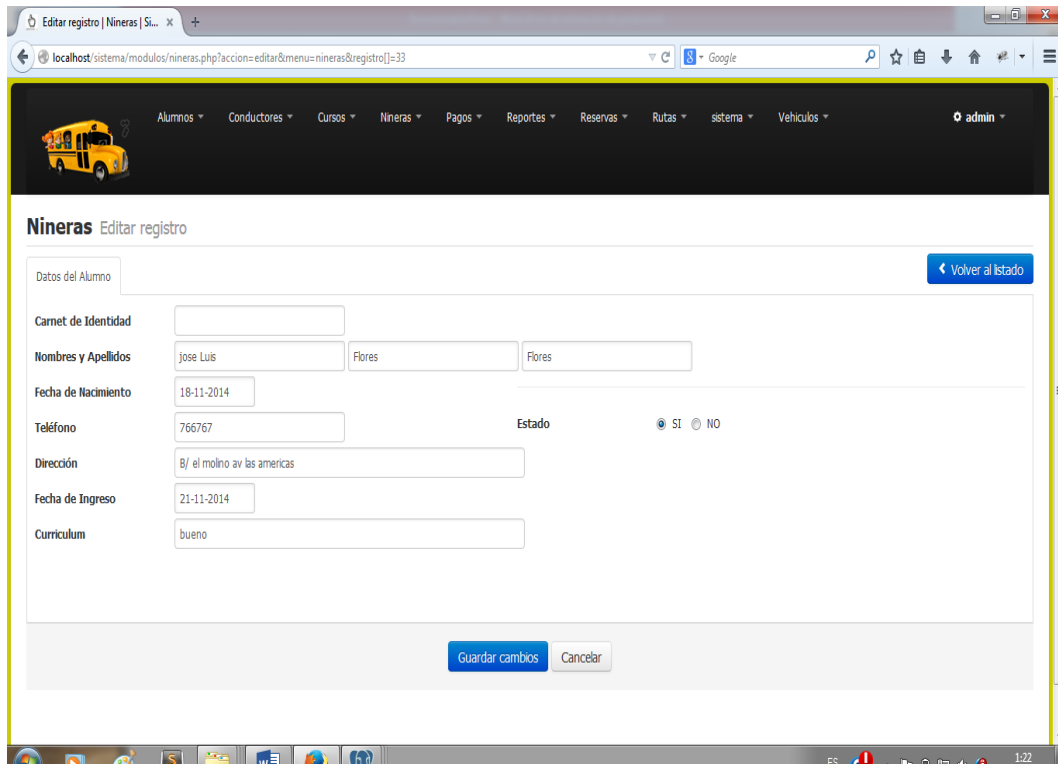 Editar registro | Nineras | Si... × +
localhost/sistema/modulos/nineras.php?accion=editar&menu=nineras&registro[]=33
8 Google
Alumnos Conductores Cursos Nineras Pagos Reportes Reservas Rutas sistema Vehiculos admin
Nineras Editar registro
Datos del Alumno
Volver al listado
Carnet de Identidad
Nombres y Apellidos jose Luis Flores Flores
Fecha de Nacimiento 18-11-2014
Teléfono 766767 Estado SI NO
Dirección B/ el molino av las americas
Fecha de Ingreso 21-11-2014
Curriculum bueno
Guardar cambios Cancelar
ES 1:22